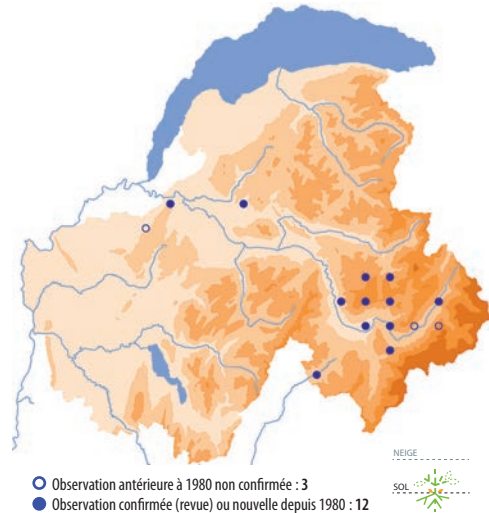 NEIGE
SOL
Observation antérieure à 1980 non confirmée : 3
Observation confirmée (revue) ou nouvelle depuis 1980 : 12